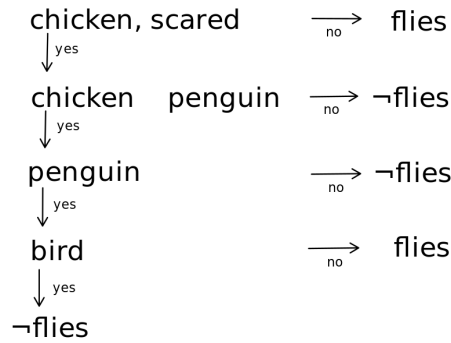 chicken, scared no flies
yes
chicken penguin no ¬flies
yes
penguin no ¬flies
yes
bird no flies
yes
¬flies